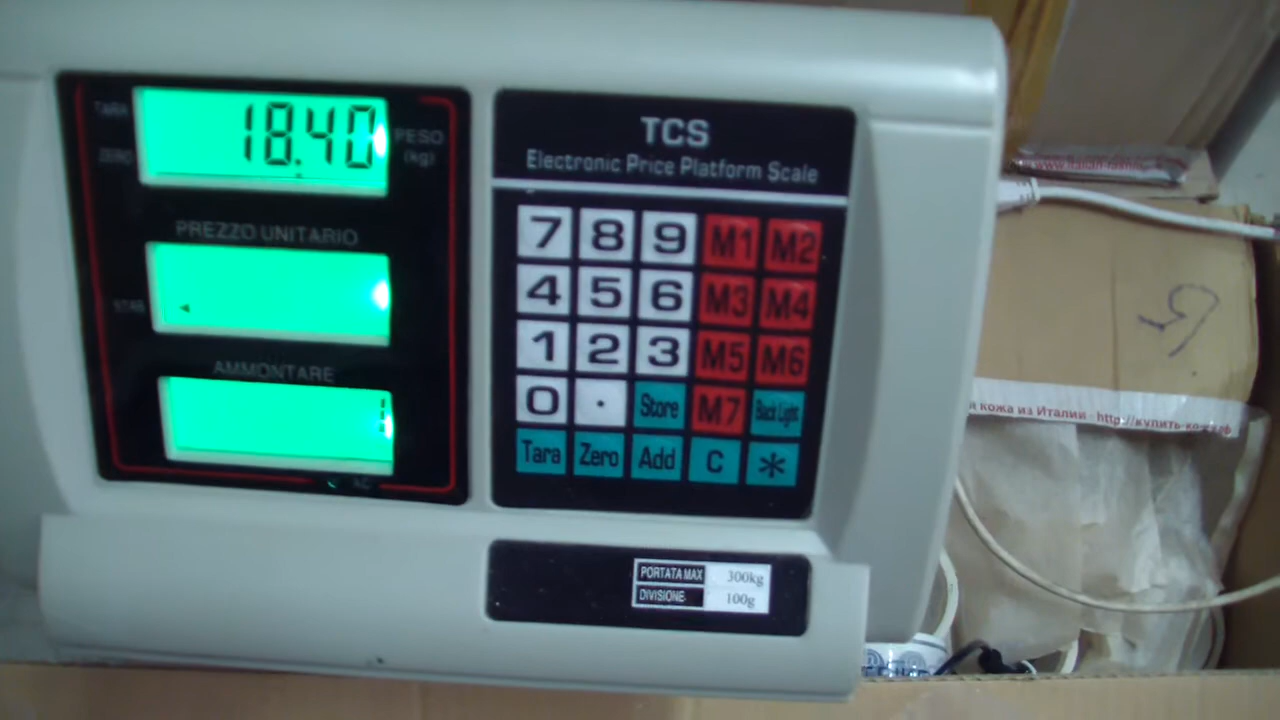 TARA
18.40
PESO
ZERO
(kg)
PREZZO UNITARIO
STAB
AMMONTARE
AC
TCS
Electronic Price Platform Scale
7 8 9 M1 M2
4 5 6 M3 M4
1 2 3 M5 M6
0 . Store M7 Back Light
Tara Zero Add C *
PORTATA MAX 300kg
DIVISIONE 100g
кожа из Италии - http://купить-ко